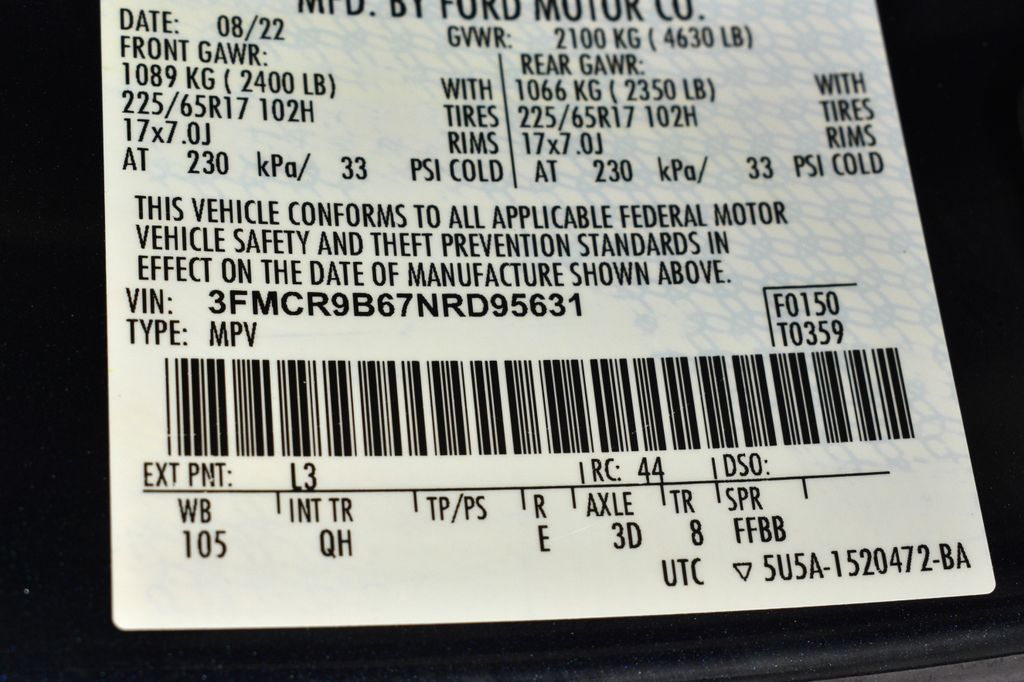 MFD. BY FORD MOTOR CO.
DATE: 08/22 GVWR: 2100 KG ( 4630 LB)
FRONT GAWR: REAR GAWR:
1089 KG ( 2400 LB) WITH 1066 KG ( 2350 LB) WITH
225/65R17 102H TIRES 225/65R17 102H TIRES
17x7.0J RIMS 17x7.0J RIMS
AT 230 kPa/ 33 PSI COLD AT 230 kPa/ 33 PSI COLD
THIS VEHICLE CONFORMS TO ALL APPLICABLE FEDERAL MOTOR
VEHICLE SAFETY AND THEFT PREVENTION STANDARDS IN
EFFECT ON THE DATE OF MANUFACTURE SHOWN ABOVE.
VIN: 3FMCR9B67NRD95631 F0150
TYPE: MPV T0359
EXT PNT: L3 RC: 44 DSO:
WB INT TR TP/PS R AXLE TR SPR
105 QH E 3D 8 FFBB
UTC ▽ 5U5A-1520472-BA